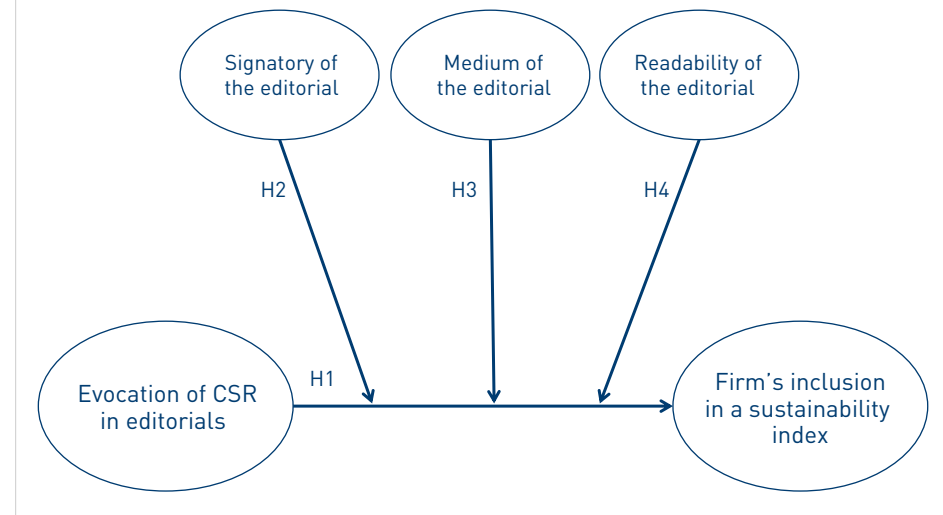 Signatory of
the editorial
Medium of
the editorial
Readability of
the editorial
H2
H3
H4
H1
Evocation of CSR
in editorials
Firm’s inclusion
in a sustainability
index